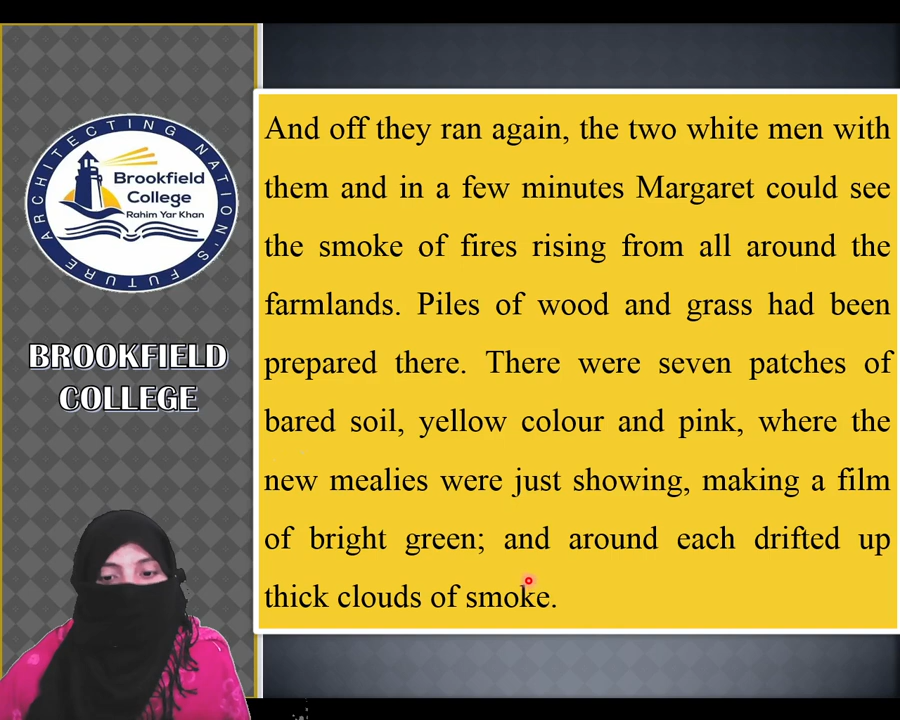 ARCHITECTING NATION'S FUTURE
Brookfield
College
Rahim Yar Khan
BROOKFIELD
COLLEGE
And off they ran again, the two white men with
them and in a few minutes Margaret could see
the smoke of fires rising from all around the
farmlands. Piles of wood and grass had been
prepared there. There were seven patches of
bared soil, yellow colour and pink, where the
new mealies were just showing, making a film
of bright green; and around each drifted up
thick clouds of smoke.